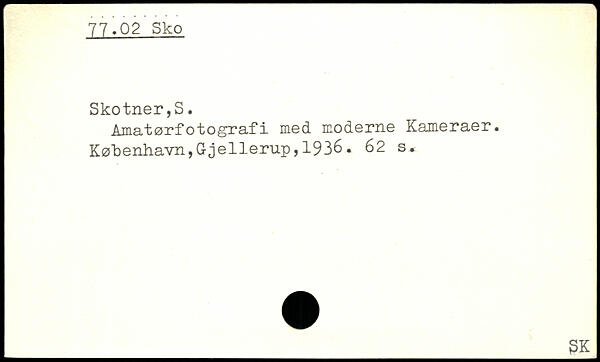 77.02 Sko
Skotner,S.
Amatørfotografi med moderne Kameraer.
København,Gjellerup,1936. 62 s.
SK